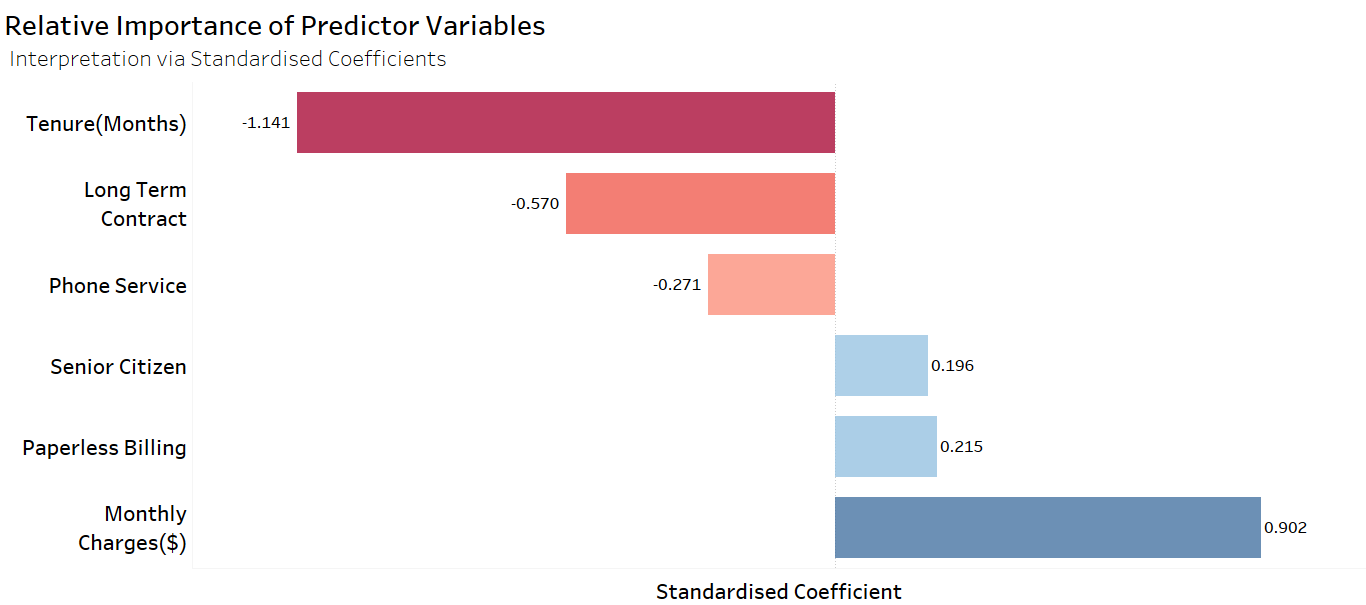 Relative Importance of Predictor Variables
Interpretation via Standardised Coefficients
Tenure(Months)
-1.141
Long Term
Contract
-0.570
Phone Service
-0.271
Senior Citizen
0.196
Paperless Billing
0.215
Monthly
Charges($)
0.902
Standardised Coefficient